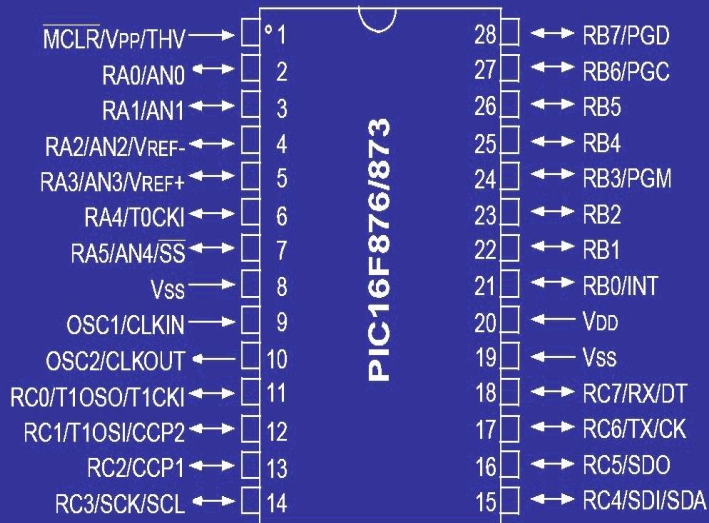 MCLR/VPP/THV °1 28 RB7/PGD
RA0/AN0 2 27 RB6/PGC
RA1/AN1 3 26 RB5
RA2/AN2/VREF- 4 25 RB4
RA3/AN3/VREF+ 5 24 RB3/PGM
RA4/T0CKI 6 23 RB2
RA5/AN4/SS 7 22 RB1
VSS 8 21 RB0/INT
OSC1/CLKIN 9 20 VDD
OSC2/CLKOUT 10 19 VSS
RC0/T1OSO/T1CKI 11 18 RC7/RX/DT
RC1/T1OSI/CCP2 12 17 RC6/TX/CK
RC2/CCP1 13 16 RC5/SDO
RC3/SCK/SCL 14 15 RC4/SDI/SDA
PIC16F876/873